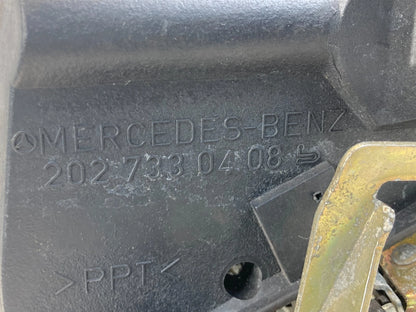 MERCEDES-BENZ
202 733 04 08
>PPT<